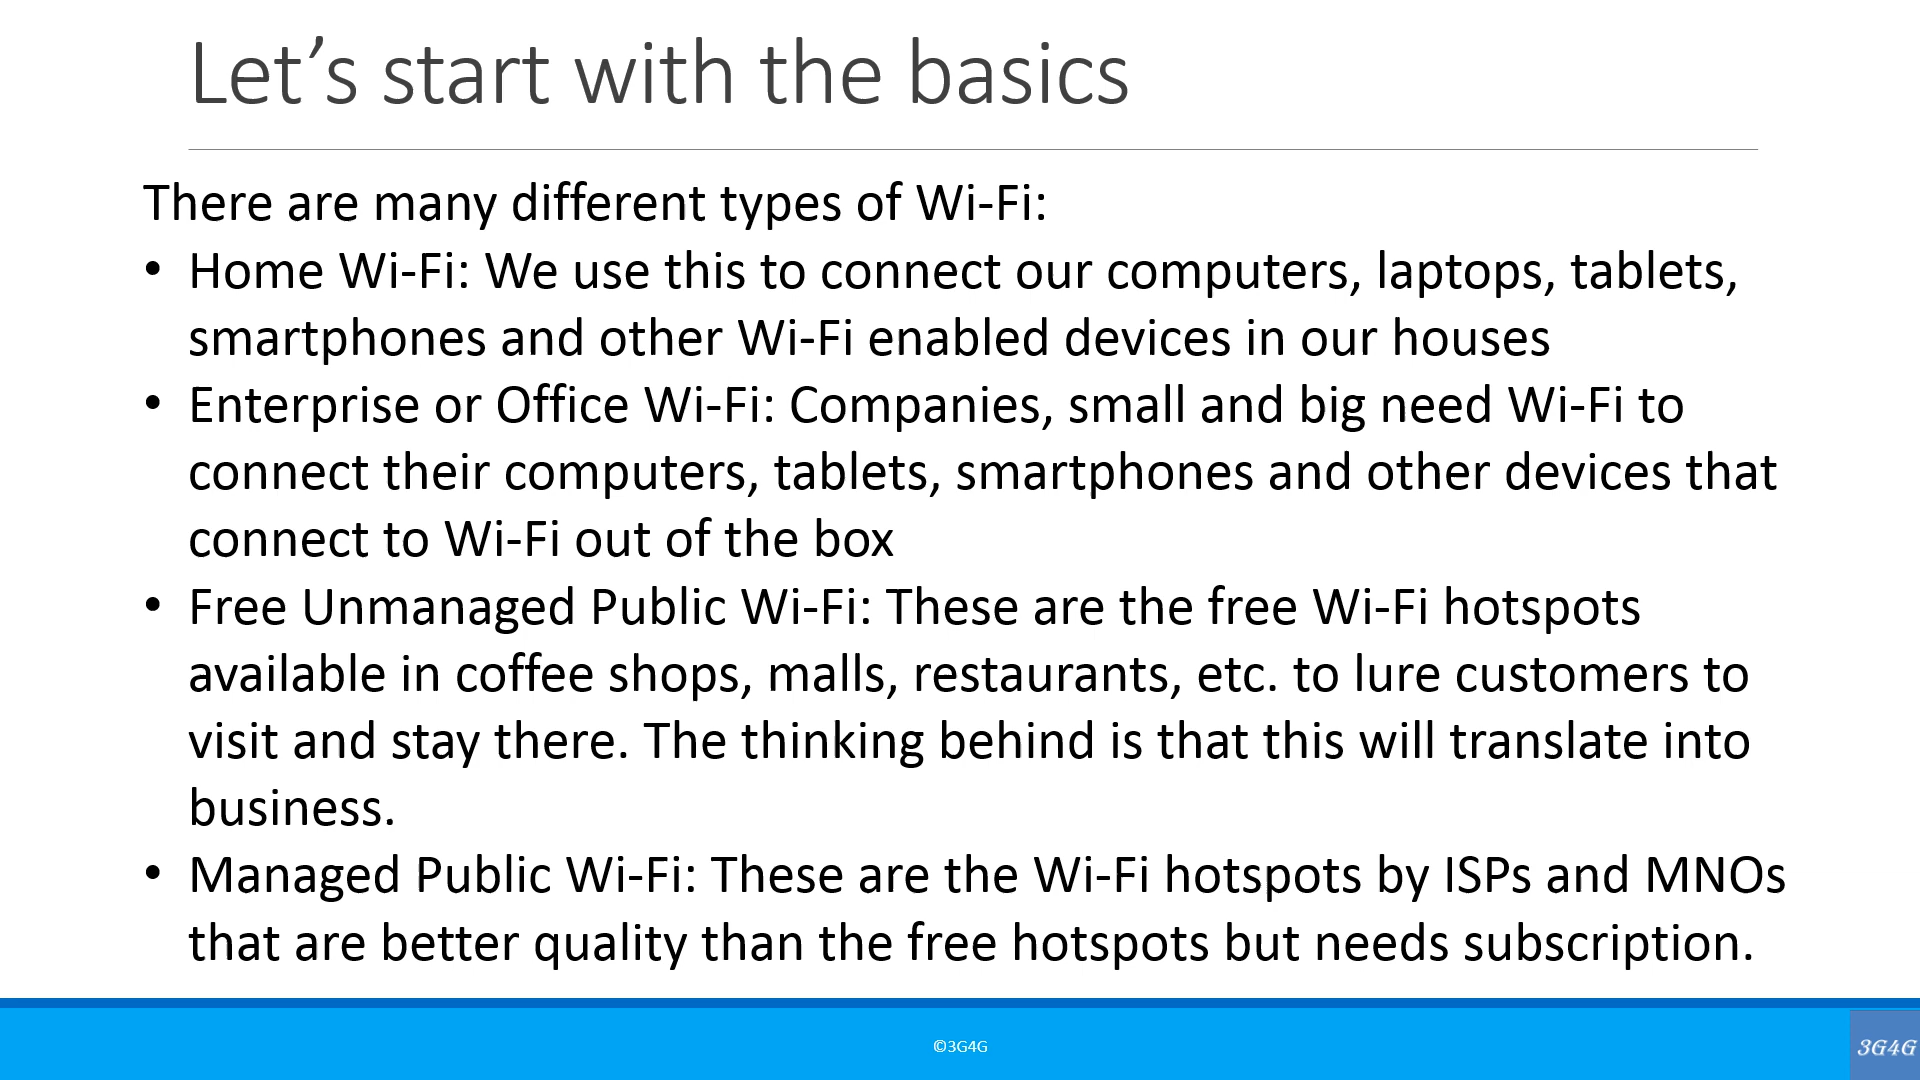 Let’s start with the basics
There are many different types of Wi-Fi:
• Home Wi-Fi: We use this to connect our computers, laptops, tablets,
smartphones and other Wi-Fi enabled devices in our houses
• Enterprise or Office Wi-Fi: Companies, small and big need Wi-Fi to
connect their computers, tablets, smartphones and other devices that
connect to Wi-Fi out of the box
• Free Unmanaged Public Wi-Fi: These are the free Wi-Fi hotspots
available in coffee shops, malls, restaurants, etc. to lure customers to
visit and stay there. The thinking behind is that this will translate into
business.
• Managed Public Wi-Fi: These are the Wi-Fi hotspots by ISPs and MNOs
that are better quality than the free hotspots but needs subscription.
©3G4G
3G4G